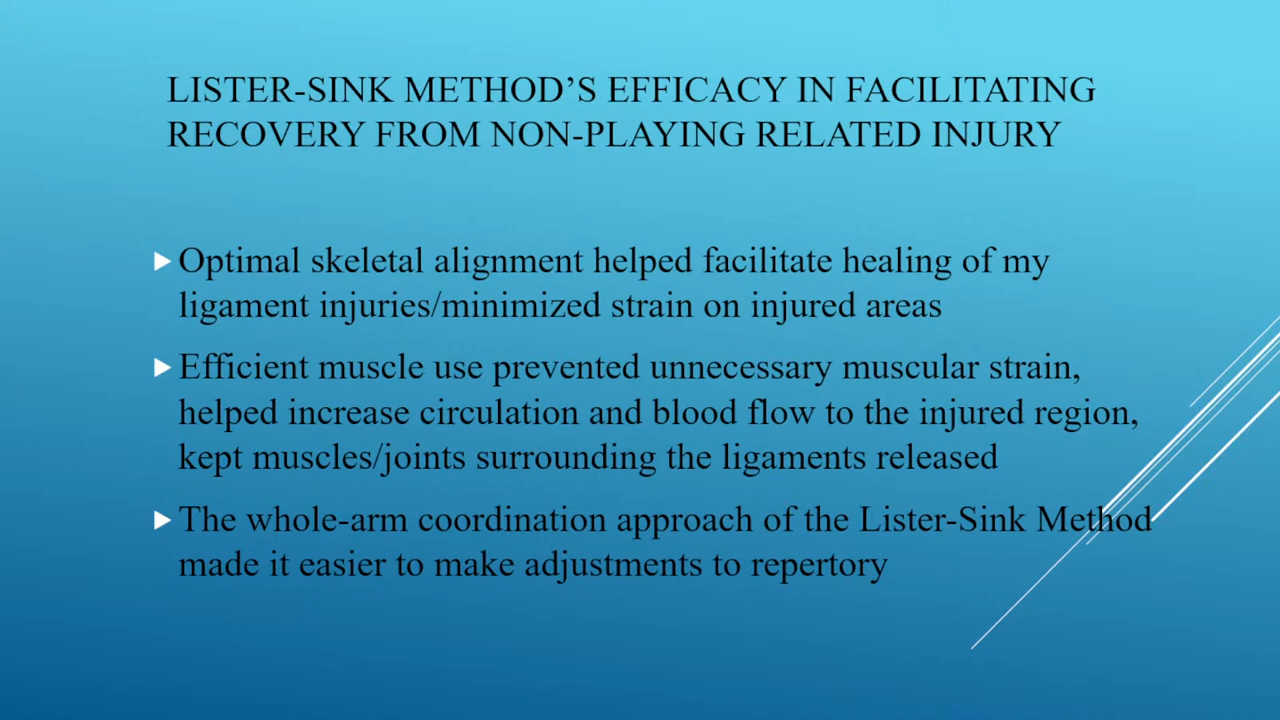 LISTER-SINK METHOD’S EFFICACY IN FACILITATING
RECOVERY FROM NON-PLAYING RELATED INJURY
Optimal skeletal alignment helped facilitate healing of my
ligament injuries/minimized strain on injured areas
Efficient muscle use prevented unnecessary muscular strain,
helped increase circulation and blood flow to the injured region,
kept muscles/joints surrounding the ligaments released
The whole-arm coordination approach of the Lister-Sink Method
made it easier to make adjustments to repertory